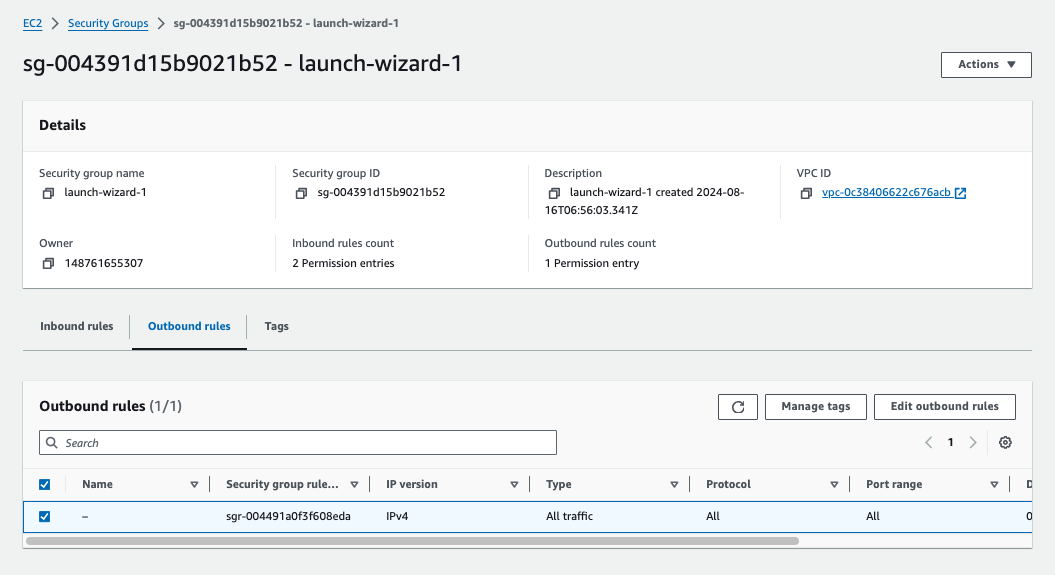 EC2 > Security Groups > sg-004391d15b9021b52 - launch-wizard-1
sg-004391d15b9021b52 - launch-wizard-1
Actions
Details
Security group name
launch-wizard-1
Security group ID
sg-004391d15b9021b52
Description
launch-wizard-1 created 2024-08-
16T06:56:03.341Z
VPC ID
vpc-0c38406622c676acb
Owner
148761655307
Inbound rules count
2 Permission entries
Outbound rules count
1 Permission entry
Inbound rules Outbound rules Tags
Outbound rules (1/1)
Manage tags Edit outbound rules
Search
1
Name Security group rule... IP version Type Protocol Port range D
– sgr-004491a0f3f608eda IPv4 All traffic All All 0